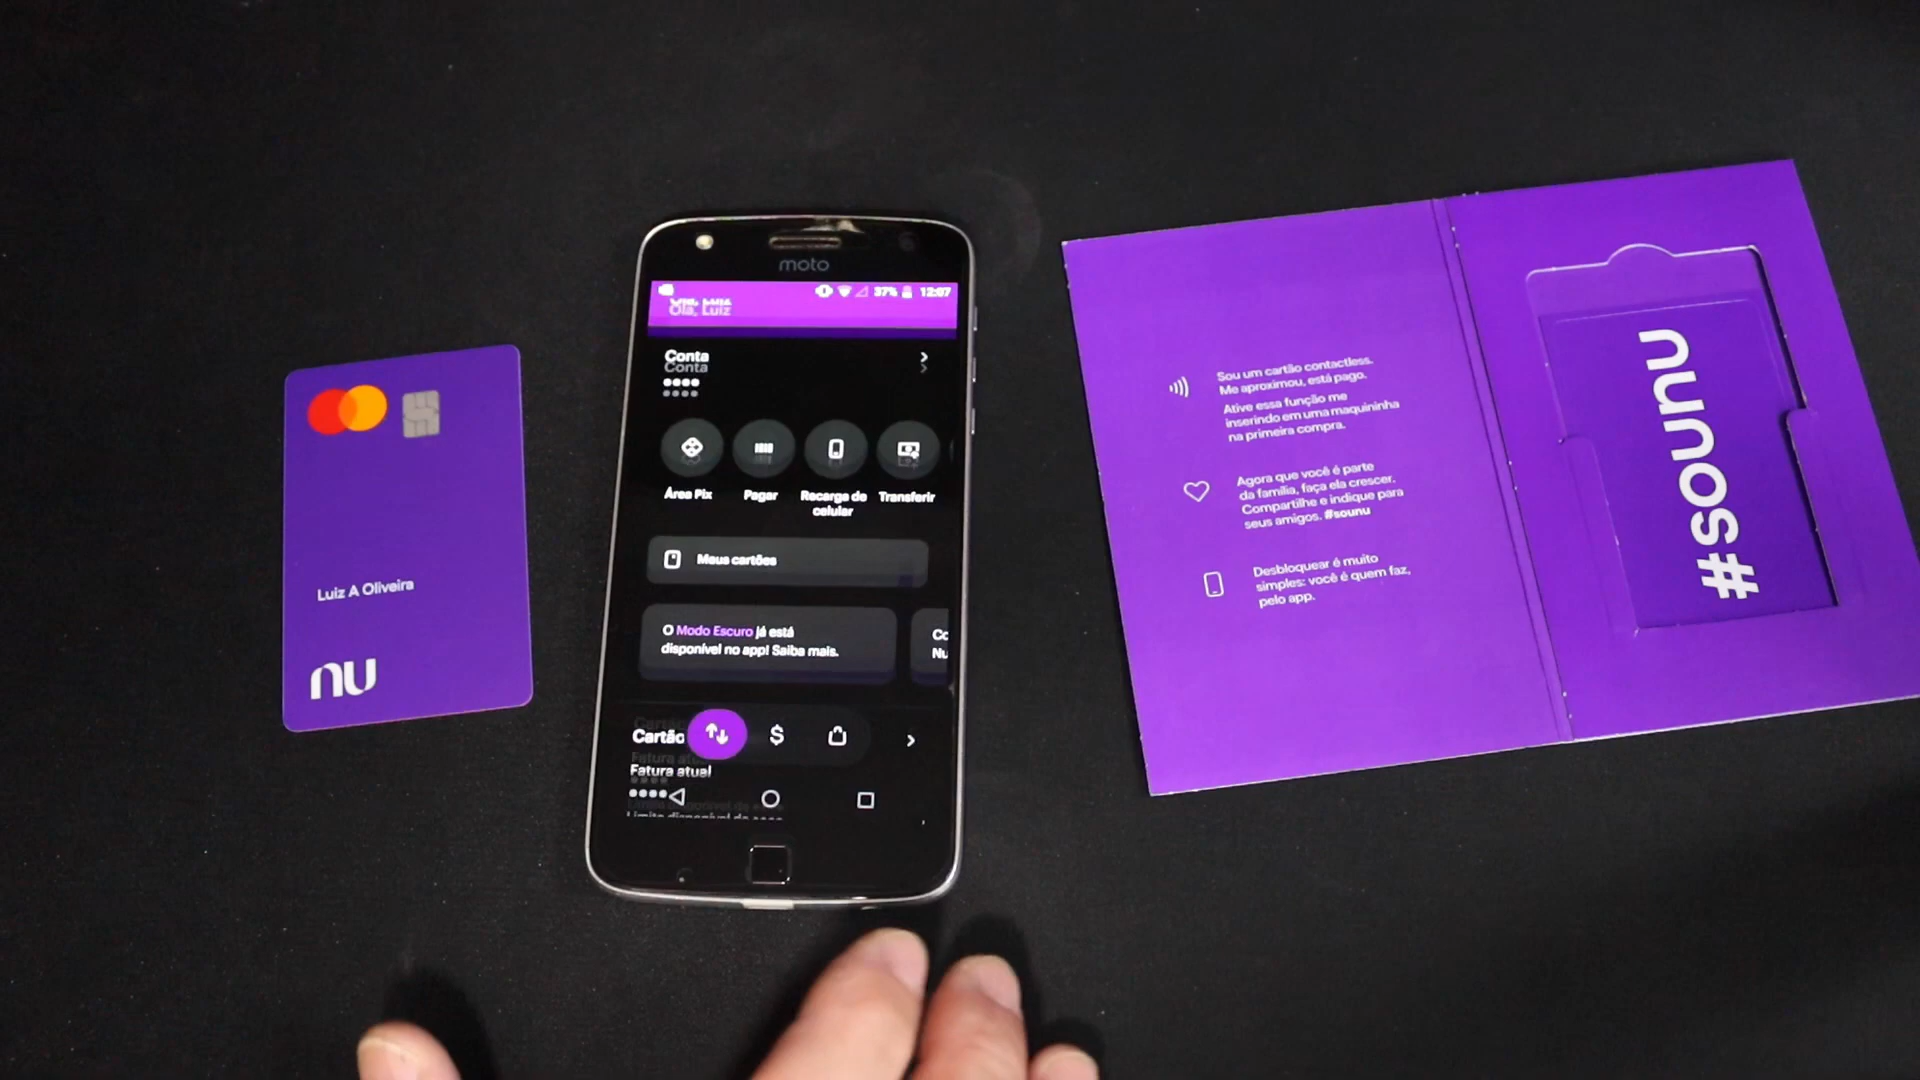 Luiz A Oliveira
nu
moto
37% 12:07
Olá, Luiz
Conta
Área Pix
Pagar
Recarga de
celular
Transferir
Meus cartões
O Modo Escuro já está
disponível no app! Saiba mais.
Co
Nu
Cartão
Fatura atual
Sou um cartão contactless.
Me aproximou, está pago.
Ative essa função me
inserindo em uma maquininha
na primeira compra.
Agora que você é parte
da família, faça ela crescer.
Compartilhe e indique para
seus amigos. #sounu
Desbloquear é muito
simples: você é quem faz,
pelo app.
#sounu